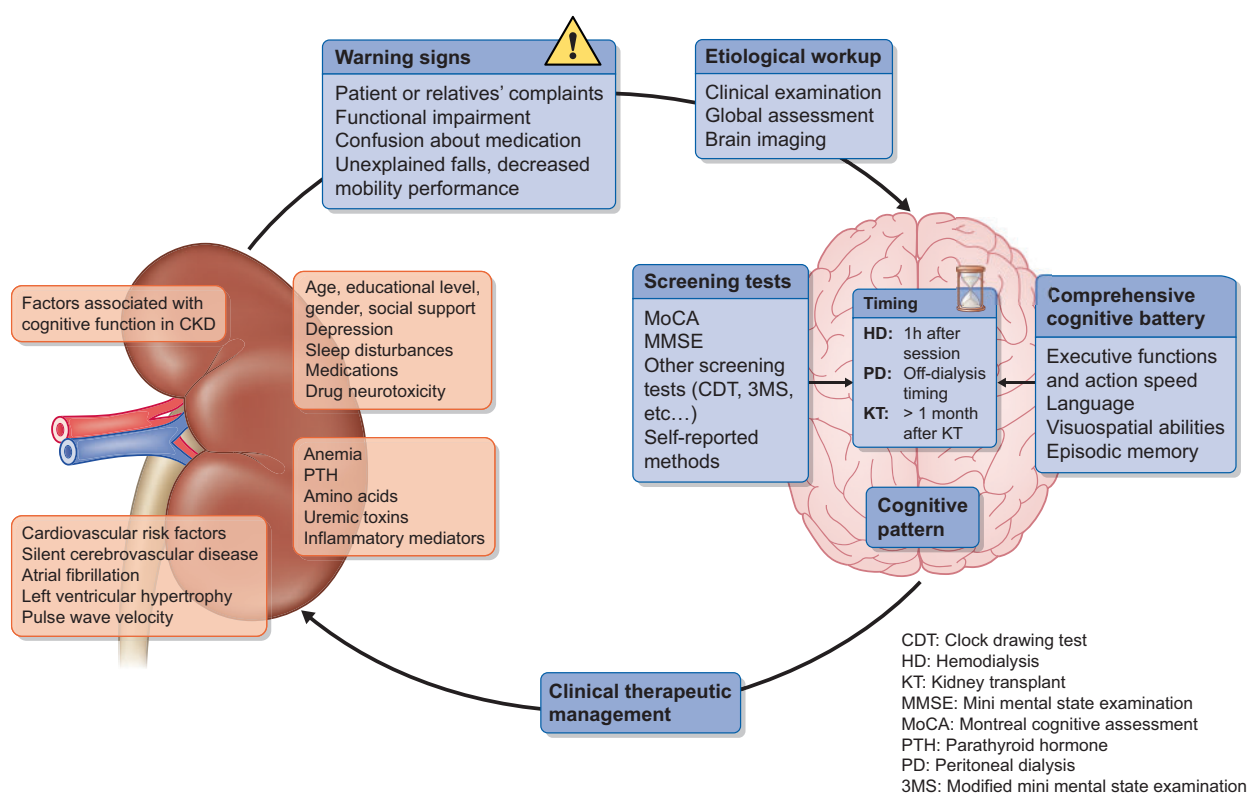 Warning signs
Patient or relatives’ complaints
Functional impairment
Confusion about medication
Unexplained falls, decreased
mobility performance
Etiological workup
Clinical examination
Global assessment
Brain imaging
Factors associated with
cognitive function in CKD
Age, educational level,
gender, social support
Depression
Sleep disturbances
Medications
Drug neurotoxicity
Anemia
PTH
Amino acids
Uremic toxins
Inflammatory mediators
Cardiovascular risk factors
Silent cerebrovascular disease
Atrial fibrillation
Left ventricular hypertrophy
Pulse wave velocity
Screening tests
MoCA
MMSE
Other screening
tests (CDT, 3MS,
etc…)
Self-reported
methods
Timing
HD: 1h after
session
PD: Off-dialysis
timing
KT: > 1 month
after KT
Comprehensive
cognitive battery
Executive functions
and action speed
Language
Visuospatial abilities
Episodic memory
Cognitive
pattern
Clinical therapeutic
management
CDT: Clock drawing test
HD: Hemodialysis
KT: Kidney transplant
MMSE: Mini mental state examination
MoCA: Montreal cognitive assessment
PTH: Parathyroid hormone
PD: Peritoneal dialysis
3MS: Modified mini mental state examination